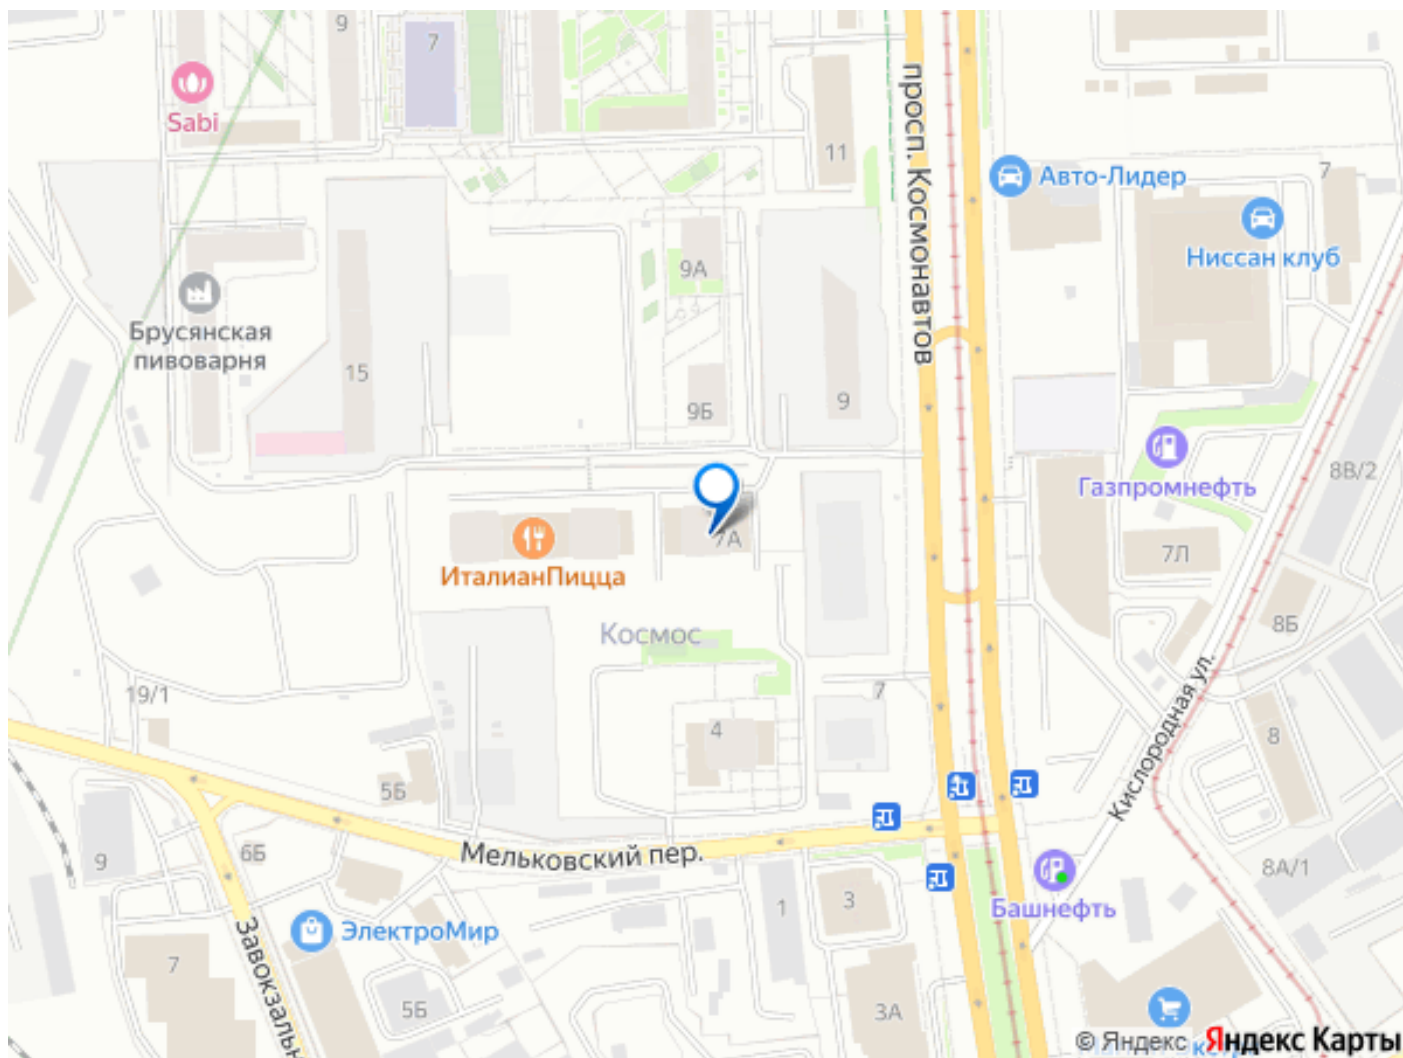 9
7
Sabi
11
просп. Космонавтов
Авто-Лидер
7
Ниссан клуб
9А
Брусянская
пивоварня
15
9Б
9
Газпромнефть
8В/2
7А
ИталианПицца
7Л
Космос
8Б
19/1
7
4
8
Кислородная ул.
5Б
Мельковский пер.
6Б
9
8А/1
1
3
Башнефть
ЭлектроМир
Завокзальн
7
5Б
3А
© Яндекс Яндекс Карты